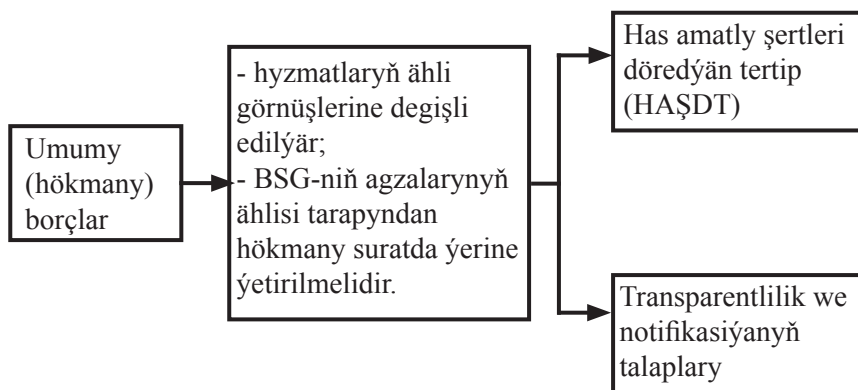 Umumy
(hökmany)
borçlar
- hyzmatlaryň ähli
görnüşlerine degişli
edilýär;
- BSG-niň agzalarynyň
ählisi tarapyndan
hökmany suratda ýerine
ýetirilmelidir.
Has amatly şertleri
döredýän tertip
(HAŞDT)
Transparentlilik we
notifikasiýanyň
talaplary